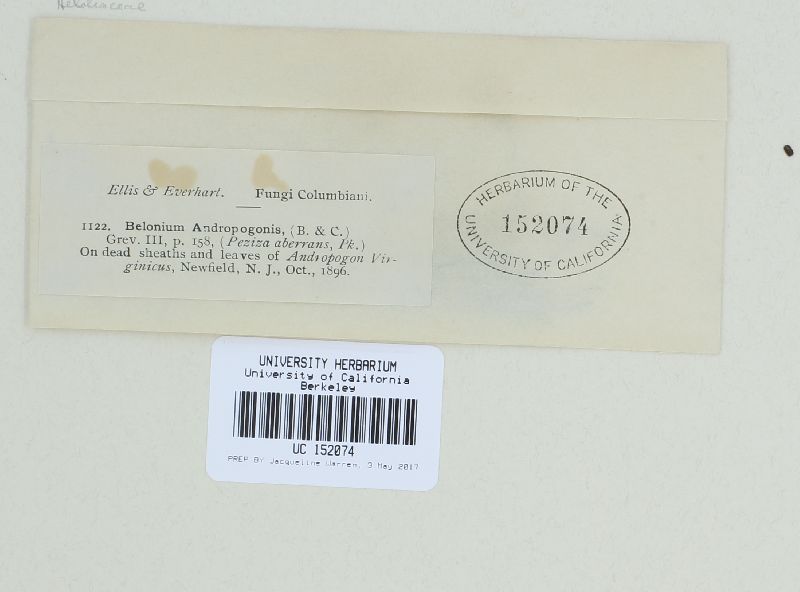 Helotiaceae
Ellis & Everhart. Fungi Columbiani.
1122. Belonium Andropogonis, (B. & C.)
Grev. III, p. 158, (Peziza aberrans, Pk.)
On dead sheaths and leaves of Andropogon Vir-
ginicus, Newfield, N. J., Oct., 1896.
HERBARIUM OF THE
152074
UNIVERSITY OF CALIFORNIA
UNIVERSITY HERBARIUM
University of California
Berkeley
UC 152074
PREP BY Jacqueline Warren, 3 May 2017